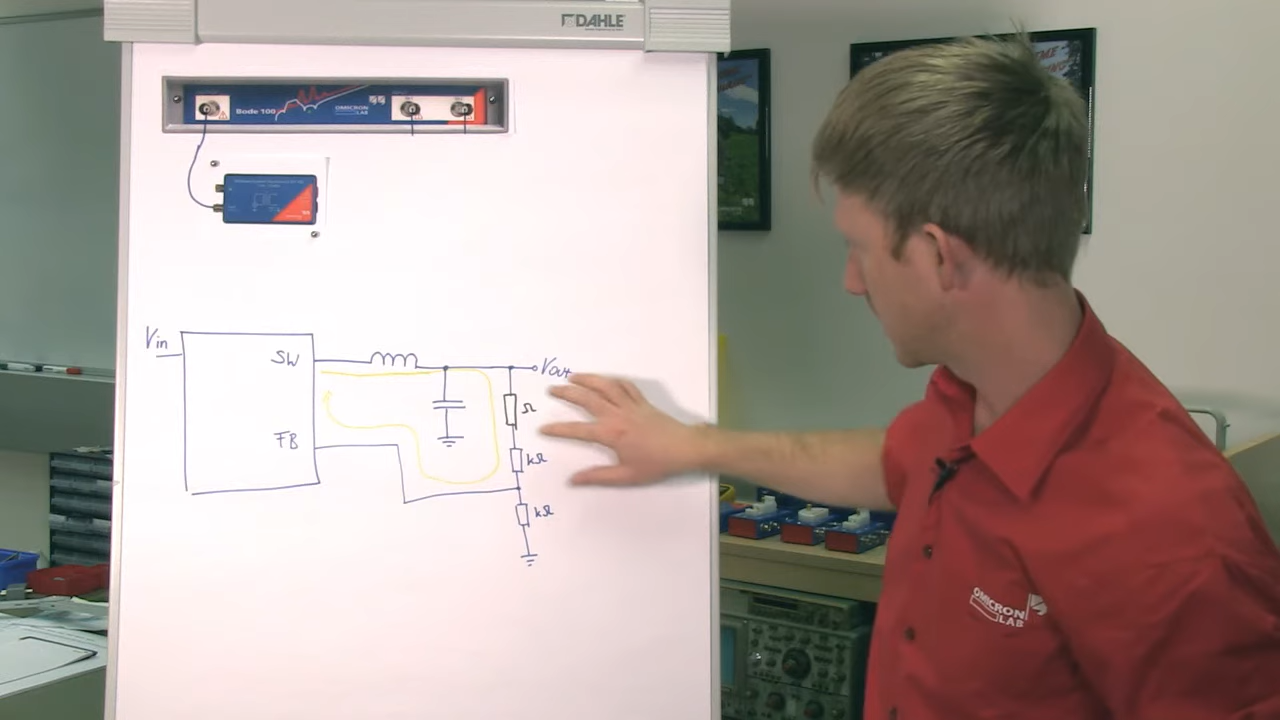 DAHLE
Bode 100
OMICRON
LAB
Vin
SW
Vout
Ω
FB
kΩ
kΩ
OMICRON
LAB